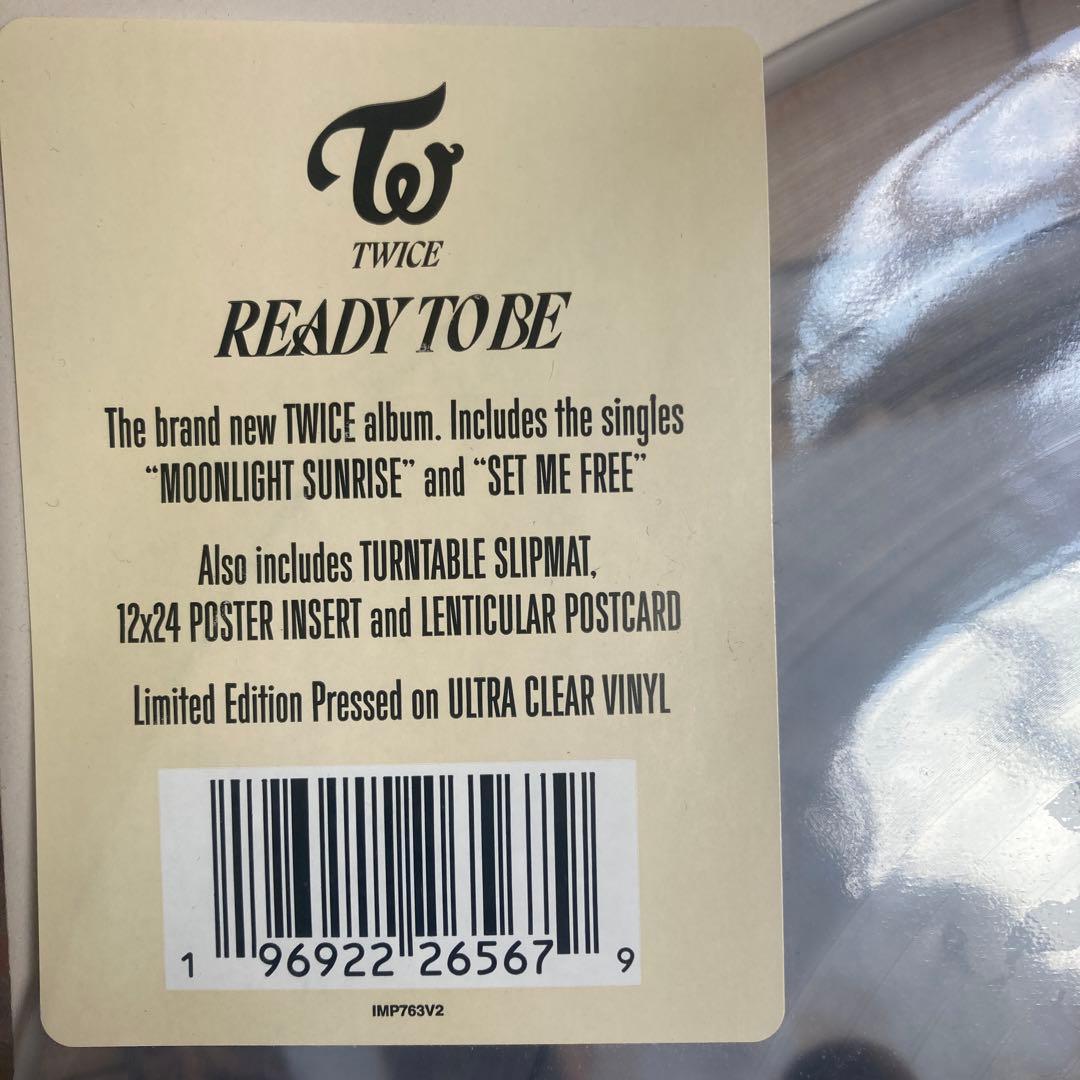 TW
TWICE
READY TO BE
The brand new TWICE album. Includes the singles
“MOONLIGHT SUNRISE” and “SET ME FREE”
Also includes TURNTABLE SLIPMAT,
12x24 POSTER INSERT and LENTICULAR POSTCARD
Limited Edition Pressed on ULTRA CLEAR VINYL
1 96922 26567 9
IMP763V2